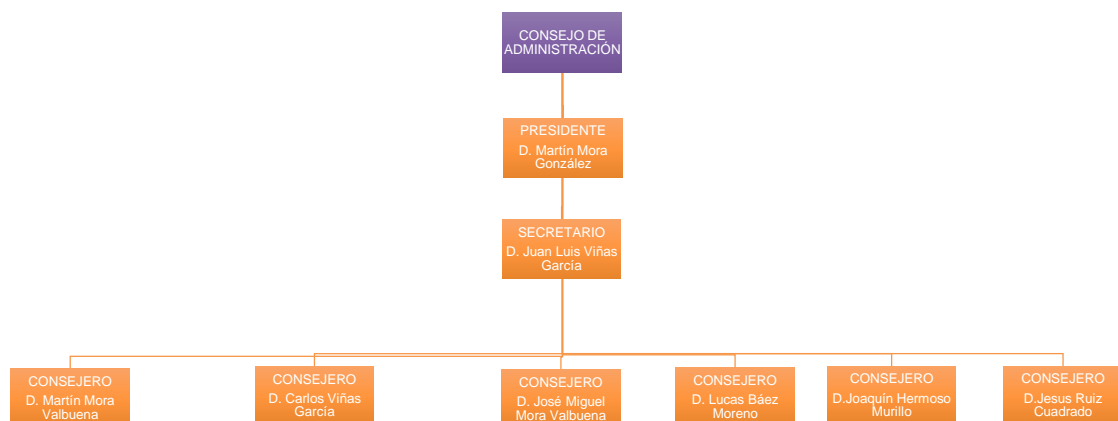 CONSEJO DE
ADMINISTRACIÓN
PRESIDENTE
D. Martín Mora
González
SECRETARIO
D. Juan Luis Viñas
García
CONSEJERO
D. Martín Mora
Valbuena
CONSEJERO
D. Carlos Viñas
García
CONSEJERO
D. José Miguel
Mora Valbuena
CONSEJERO
D. Lucas Báez
Moreno
CONSEJERO
D.Joaquín Hermoso
Murillo
CONSEJERO
D.Jesus Ruiz
Cuadrado